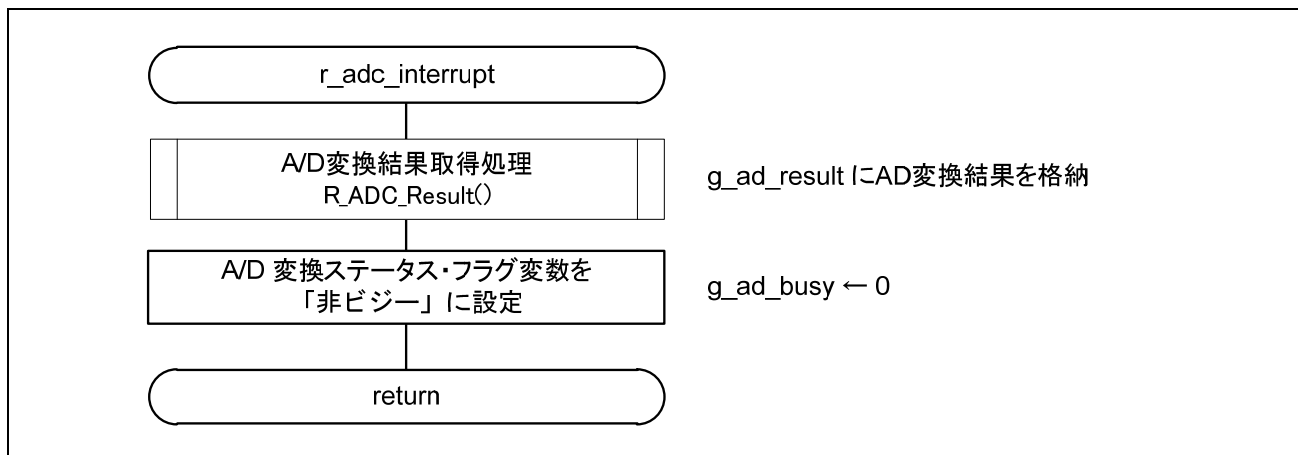 r_adc_interrupt
A/D変換結果取得処理
R_ADC_Result()
g_ad_result にAD変換結果を格納
A/D 変換ステータス・フラグ変数を
「非ビジー」に設定
g_ad_busy ← 0
return